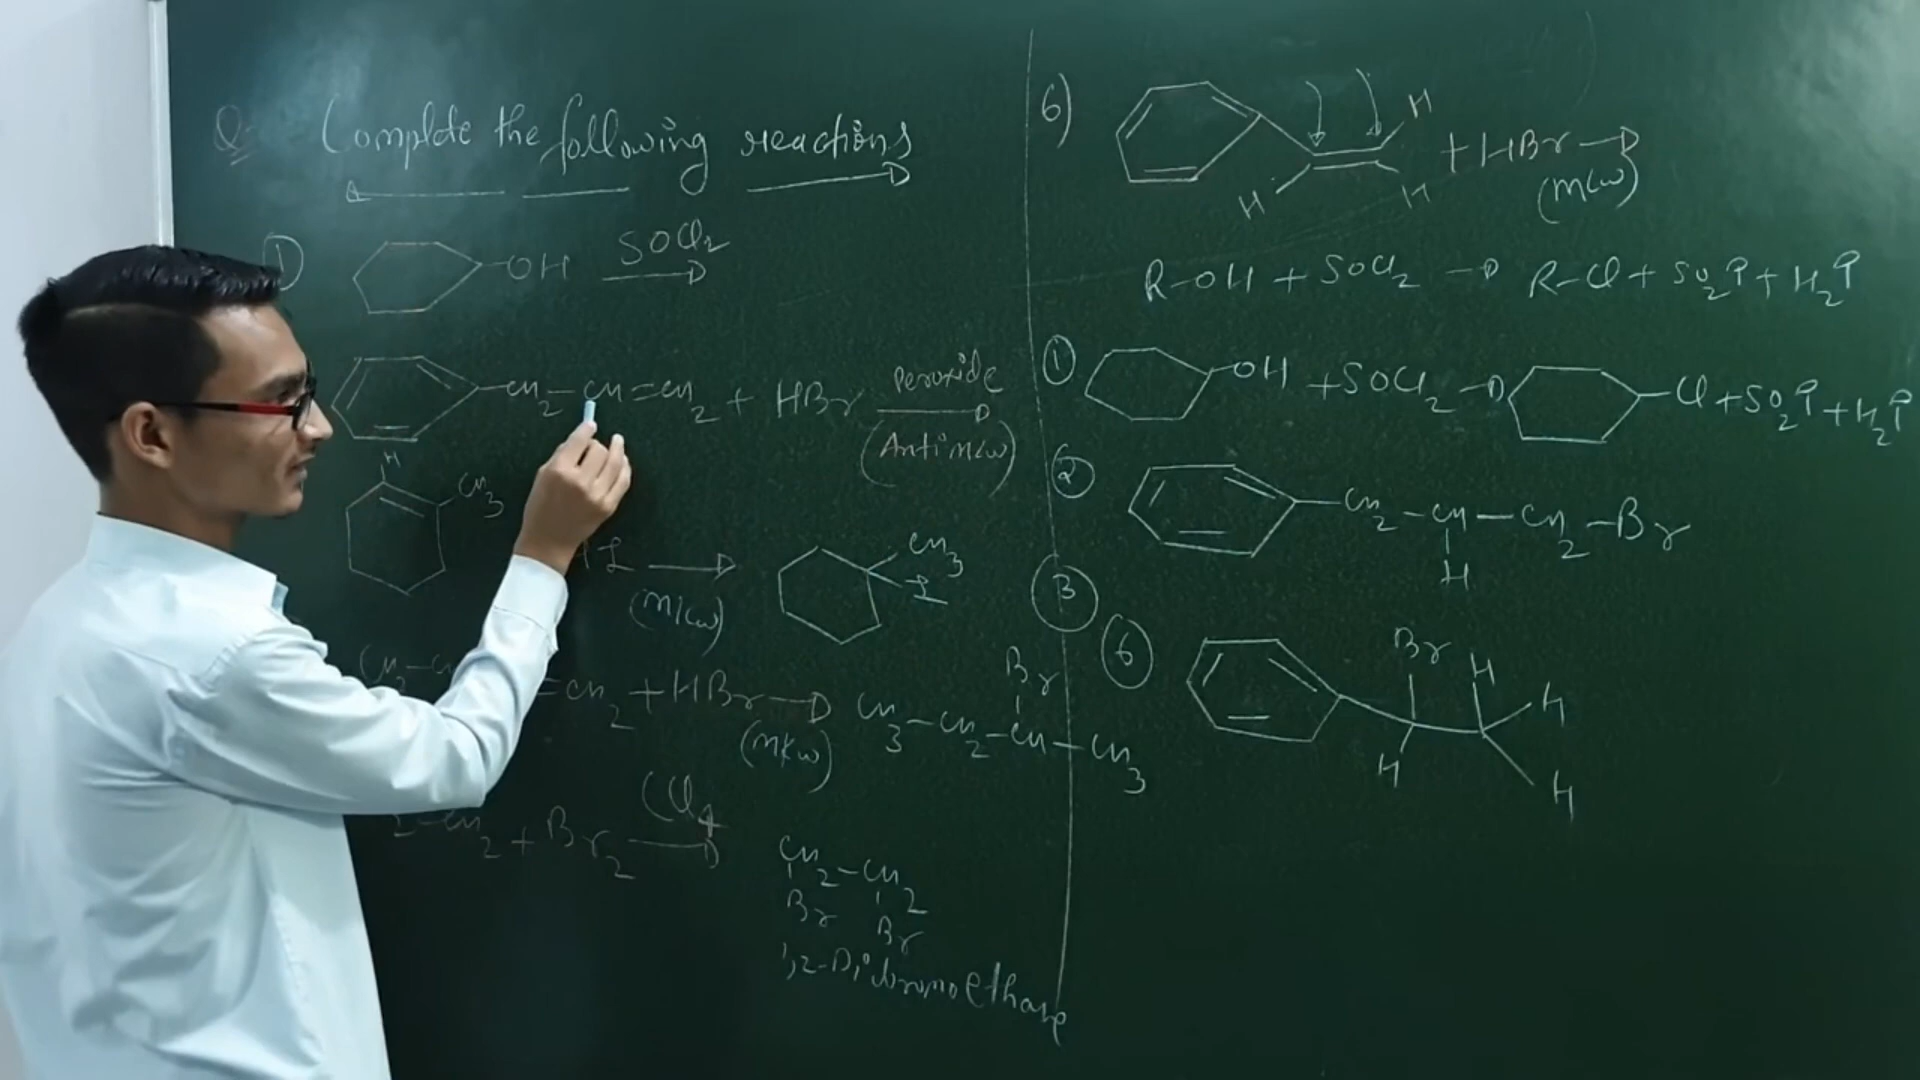 Q:- Complete the following reactions
① OH SOCl2
CH2-CH=CH2 + HBr Peroxide
(Anti mkw)
H CH3
+ I (mkw) CH3 I
CH2 = CH2 + HBr (mkw) CH3-CH2-CH-CH3 Br
CH2 + Br2 CCl4
CH2-CH2
Br Br
1,2-Dibromoethane
6) H H H + HBr
(mkw)
R-OH + SOCl2 → R-Cl + SO2↑ + H2↑
① OH + SOCl2 → Cl + SO2↑ + H2↑
② CH2-CH-CH2-Br
H
③
⑥ Br H H
H H